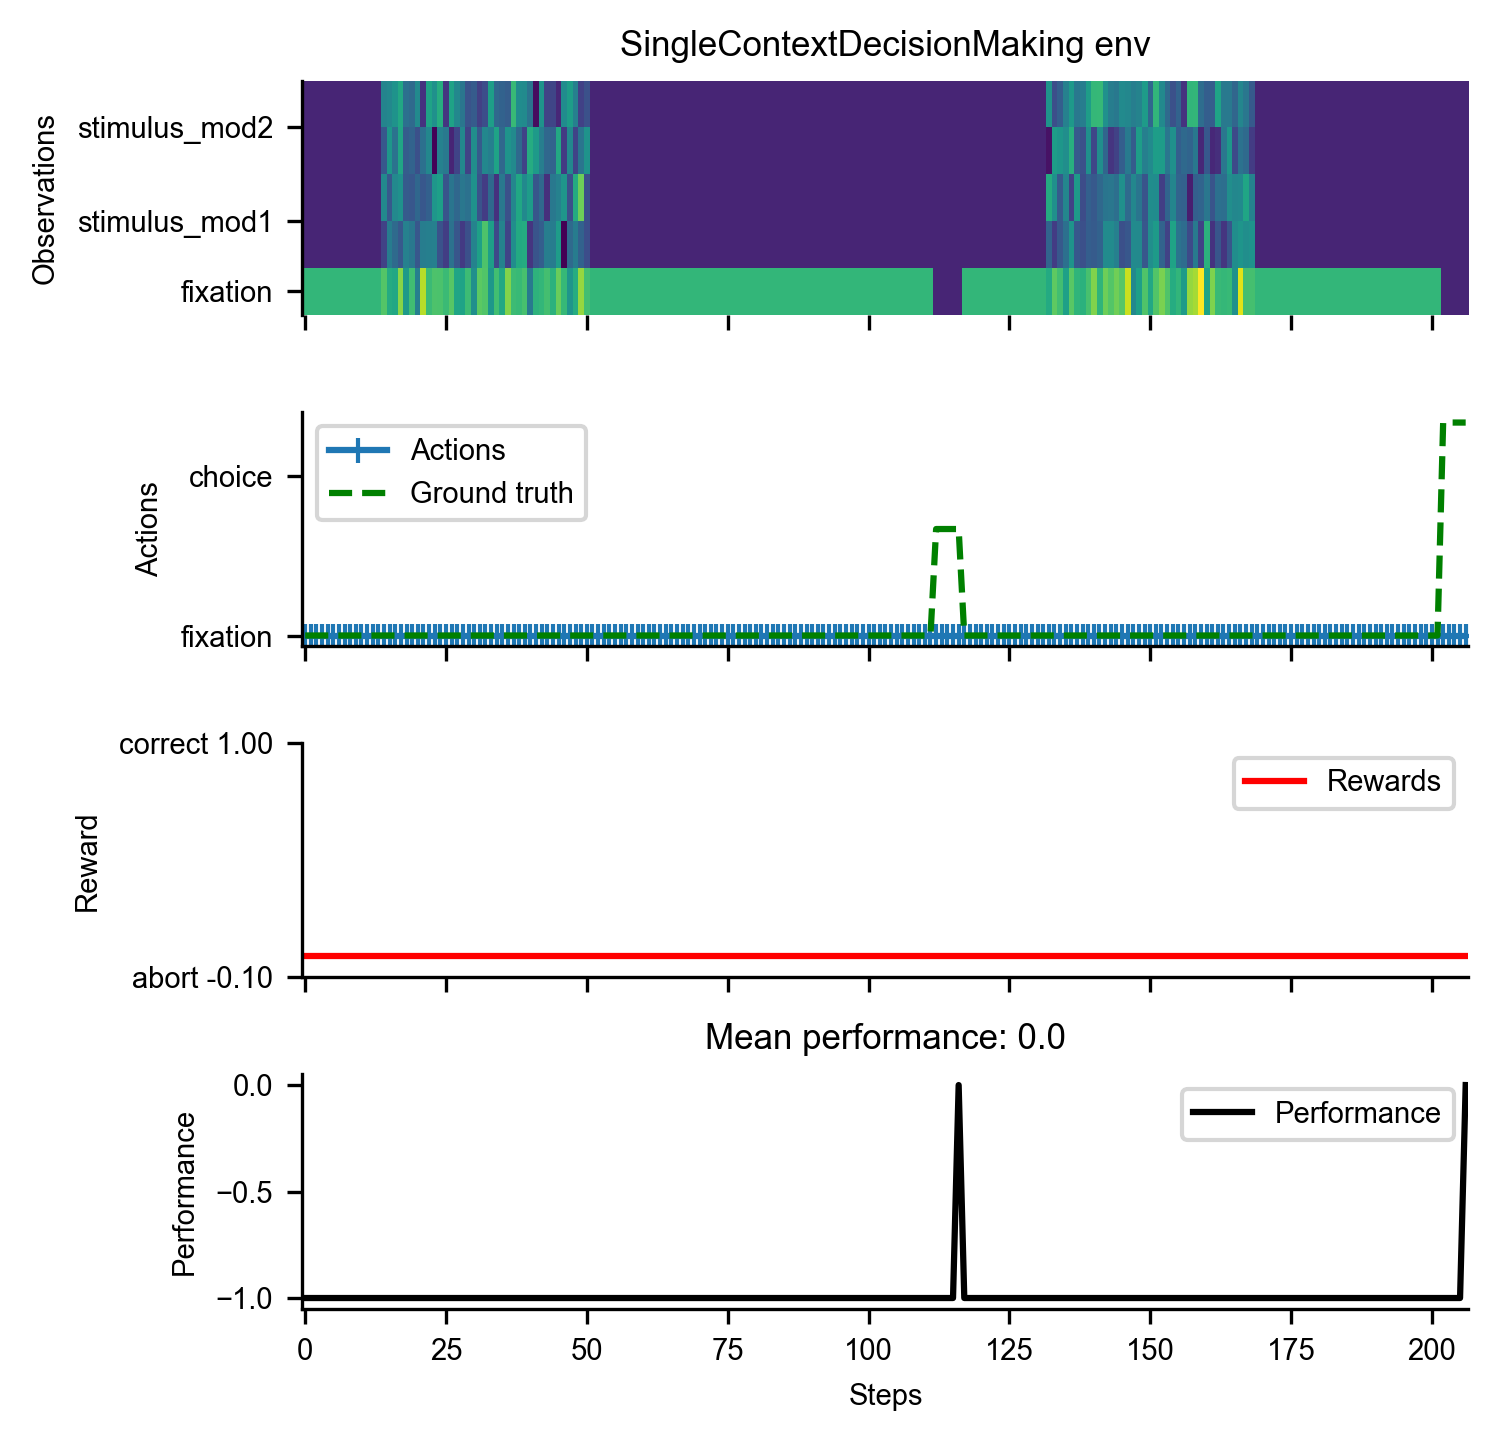 SingleContextDecisionMaking env
Observations
stimulus_mod2
stimulus_mod1
fixation
Actions
choice
fixation
Actions
Ground truth
Reward
correct 1.00
abort -0.10
Rewards
Mean performance: 0.0
Performance
0.0
−0.5
−1.0
Performance
0 25 50 75 100 125 150 175 200
Steps